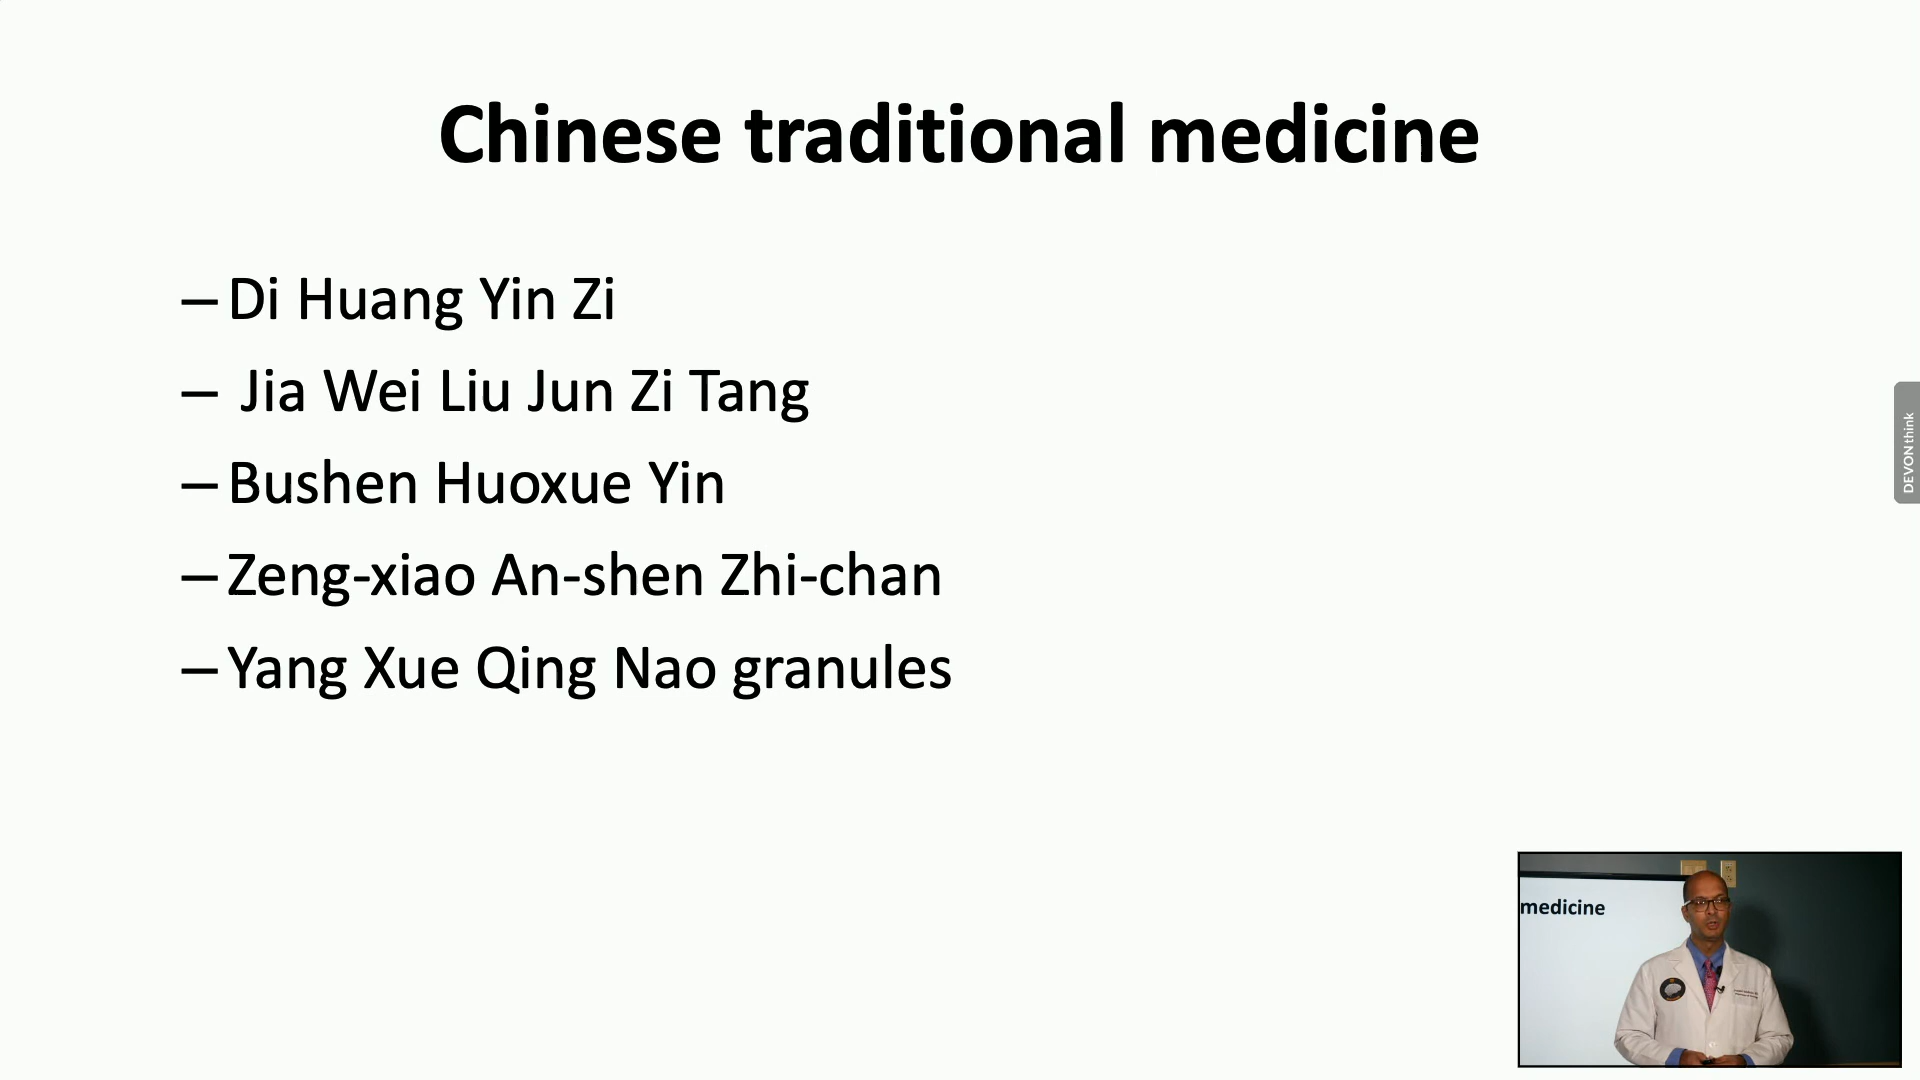 Chinese traditional medicine
– Di Huang Yin Zi
– Jia Wei Liu Jun Zi Tang
– Bushen Huoxue Yin
– Zeng-xiao An-shen Zhi-chan
– Yang Xue Qing Nao granules
DEVONthink
medicine